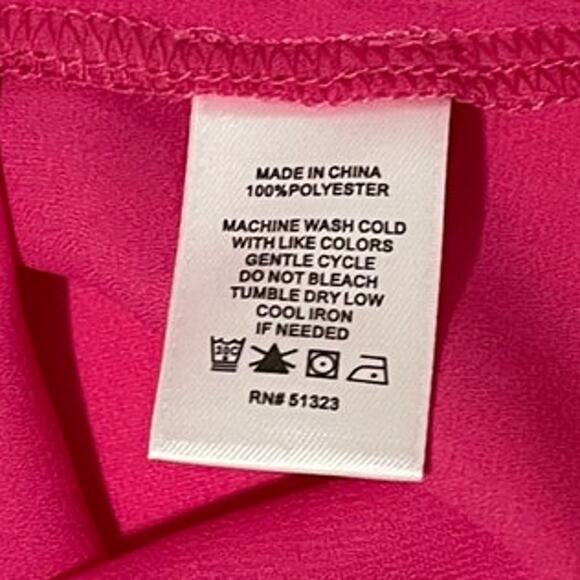 MADE IN CHINA
100%POLYESTER
MACHINE WASH COLD
WITH LIKE COLORS
GENTLE CYCLE
DO NOT BLEACH
TUMBLE DRY LOW
COOL IRON
IF NEEDED
30C
RN# 51323